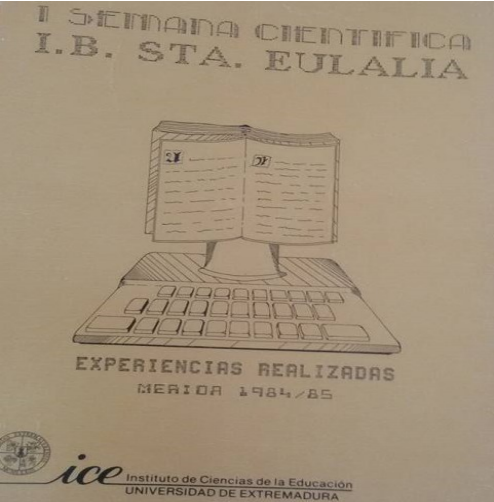 I SEMANA CIENTIFICA
I.B. STA. EULALIA
EXPERIENCIAS REALIZADAS
MERIDA 1984/85
ice Instituto de Ciencias de la Educación
UNIVERSIDAD DE EXTREMADURA